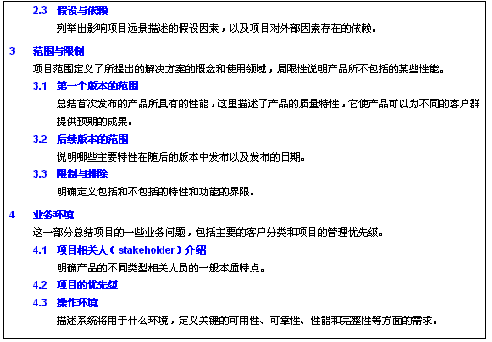 2.3 假设与依赖
列举出影响项目远景描述的假设因素，以及项目对外部因素存在的依赖。
3 范围与限制
项目范围定义了所提出的解决方案的概念和使用领域，局限性说明产品所不包括的某些性能。
3.1 第一个版本的范围
总结首次发布的产品所具有的性能，这里描述了产品的质量特性，它使产品可以为不同的客户群
提供预期的成果。
3.2 后续版本的范围
说明哪些主要特性在随后的版本中发布以及发布的日期。
3.3 限制与排除
明确定义包括和不包括的特性和功能的界限。
4 业务环境
这一部分总结项目的一些业务问题，包括主要的客户分类和项目的管理优先级。
4.1 项目相关人（stakeholder）介绍
明确产品的不同类型相关人员的一般本质特点。
4.2 项目的优先级
4.3 操作环境
描述系统将用于什么环境，定义关键的可用性、可靠性、性能和完整性等方面的需求。